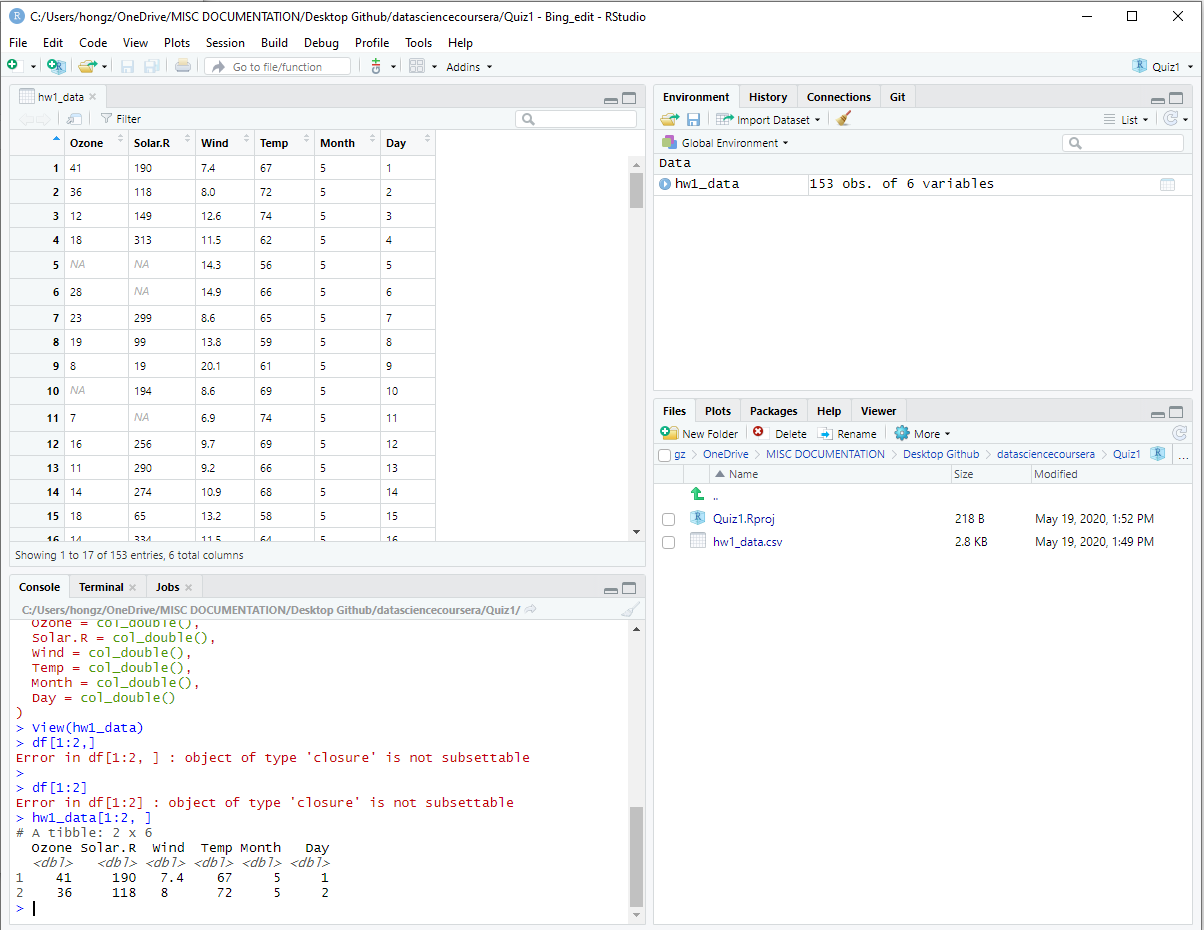 C:/Users/hongz/OneDrive/MISC DOCUMENTATION/Desktop Github/datasciencecoursera/Quiz1 - Bing_edit - RStudio
File Edit Code View Plots Session Build Debug Profile Tools Help
Go to file/function Addins Quiz1
hw1_data
Filter
Ozone Solar.R Wind Temp Month Day
1 41 190 7.4 67 5 1
2 36 118 8.0 72 5 2
3 12 149 12.6 74 5 3
4 18 313 11.5 62 5 4
5 NA NA 14.3 56 5 5
6 28 NA 14.9 66 5 6
7 23 299 8.6 65 5 7
8 19 99 13.8 59 5 8
9 8 19 20.1 61 5 9
10 NA 194 8.6 69 5 10
11 7 NA 6.9 74 5 11
12 16 256 9.7 69 5 12
13 11 290 9.2 66 5 13
14 14 274 10.9 68 5 14
15 18 65 13.2 58 5 15
16 14 334 11.5 64 5 16
Showing 1 to 17 of 153 entries, 6 total columns
Console Terminal Jobs
C:/Users/hongz/OneDrive/MISC DOCUMENTATION/Desktop Github/datasciencecoursera/Quiz1/
Ozone = col_double(),
Solar.R = col_double(),
Wind = col_double(),
Temp = col_double(),
Month = col_double(),
Day = col_double()
)
> View(hw1_data)
> df[1:2,]
Error in df[1:2, ] : object of type 'closure' is not subsettable
>
> df[1:2]
Error in df[1:2] : object of type 'closure' is not subsettable
> hw1_data[1:2, ]
# A tibble: 2 x 6
Ozone Solar.R Wind Temp Month Day
<dbl> <dbl> <dbl> <dbl> <dbl> <dbl>
1 41 190 7.4 67 5 1
2 36 118 8 72 5 2
>
Environment History Connections Git
Import Dataset List
Global Environment
Data
hw1_data 153 obs. of 6 variables
Files Plots Packages Help Viewer
New Folder Delete Rename More
gz OneDrive MISC DOCUMENTATION Desktop Github datasciencecoursera Quiz1 ...
Name Size Modified
..
Quiz1.Rproj 218 B May 19, 2020, 1:52 PM
hw1_data.csv 2.8 KB May 19, 2020, 1:49 PM